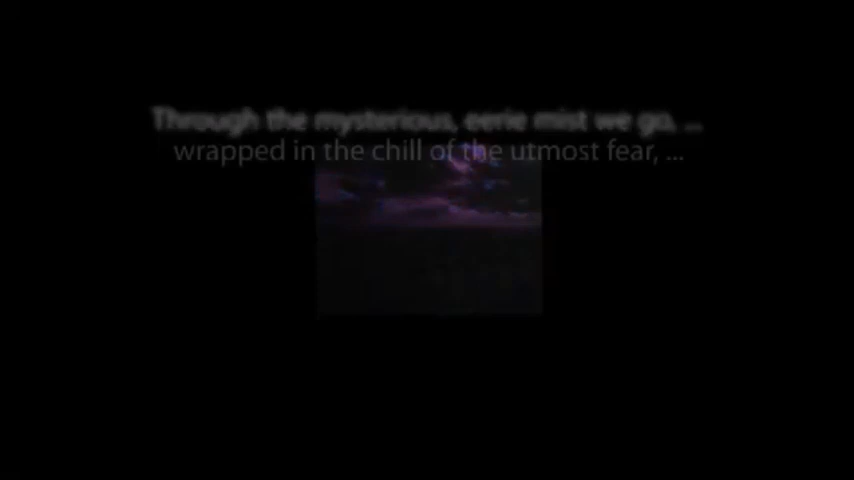 Through the mysterious, eerie mist we go, ...
wrapped in the chill of the utmost fear, ...